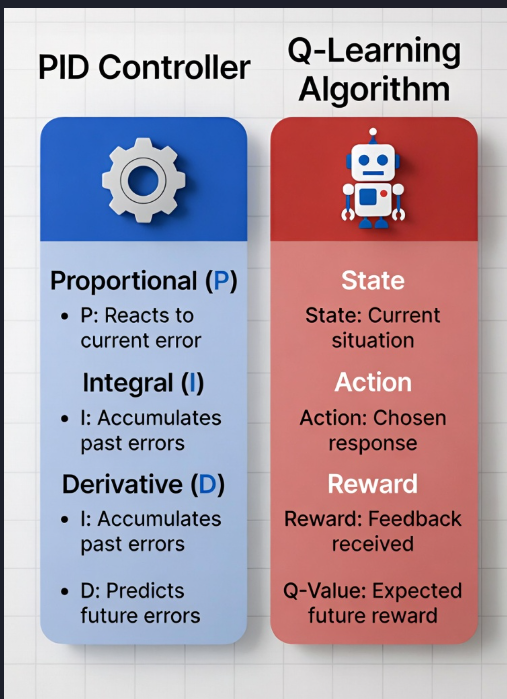 PID Controller
Proportional (P)
• P: Reacts to
current error
Integral (I)
• I: Accumulates
past errors
Derivative (D)
• I: Accumulates
past errors
• D: Predicts
future errors
Q-Learning
Algorithm
State
State: Current
situation
Action
Action: Chosen
response
Reward
Reward: Feedback
received
Q-Value: Expected
future reward